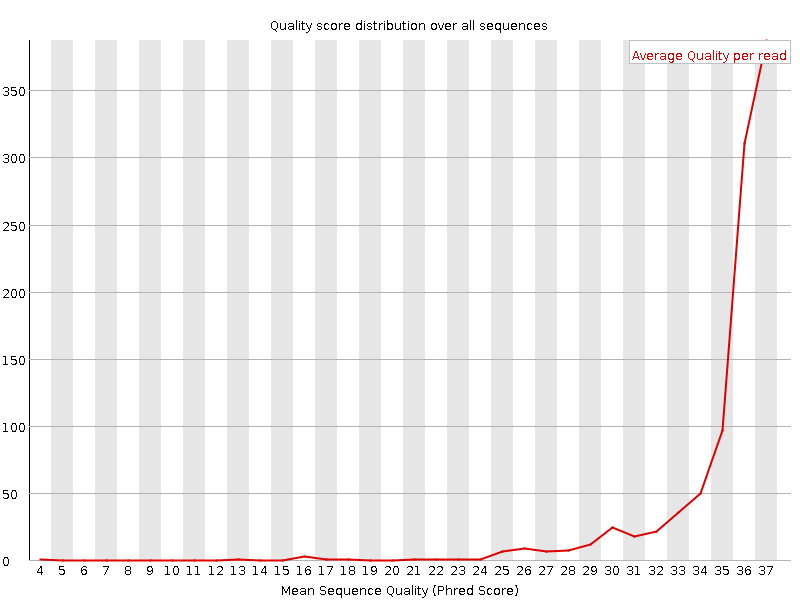 Quality score distribution over all sequences
Average Quality per read
350
300
250
200
150
100
50
0
4 5 6 7 8 9 10 11 12 13 14 15 16 17 18 19 20 21 22 23 24 25 26 27 28 29 30 31 32 33 34 35 36 37
Mean Sequence Quality (Phred Score)